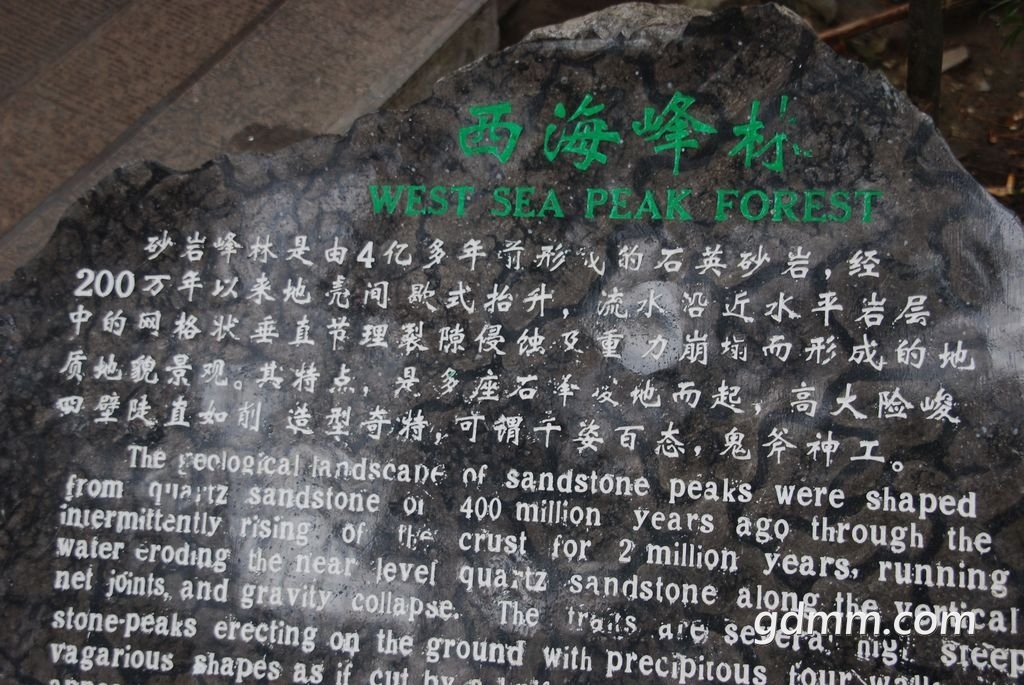 西海峰林
WEST SEA PEAK FOREST
砂岩峰林是由4亿多年前形成的石英砂岩，经
200万年以来地壳间歇式抬升，流水沿近水平岩层
中的网格状垂直节理裂隙侵蚀及重力崩塌而形成的地
质地貌景观。其特点，是多座石峰拔地而起，高大险峻
四壁陡直如削 造型奇特，可谓千姿百态，鬼斧神工。
The geological landscape of sandstone peaks were shaped
from quartz sandstone of 400 million years ago through the
intermittently rising of the crust for 2 million years, running
water eroding the near level quartz sandstone along the vertical
net joints, and gravity collapse. The traits are several high steep
stone-peaks erecting on the ground with precipitous four walls
vagarious shapes as if cut by
gdmm.com